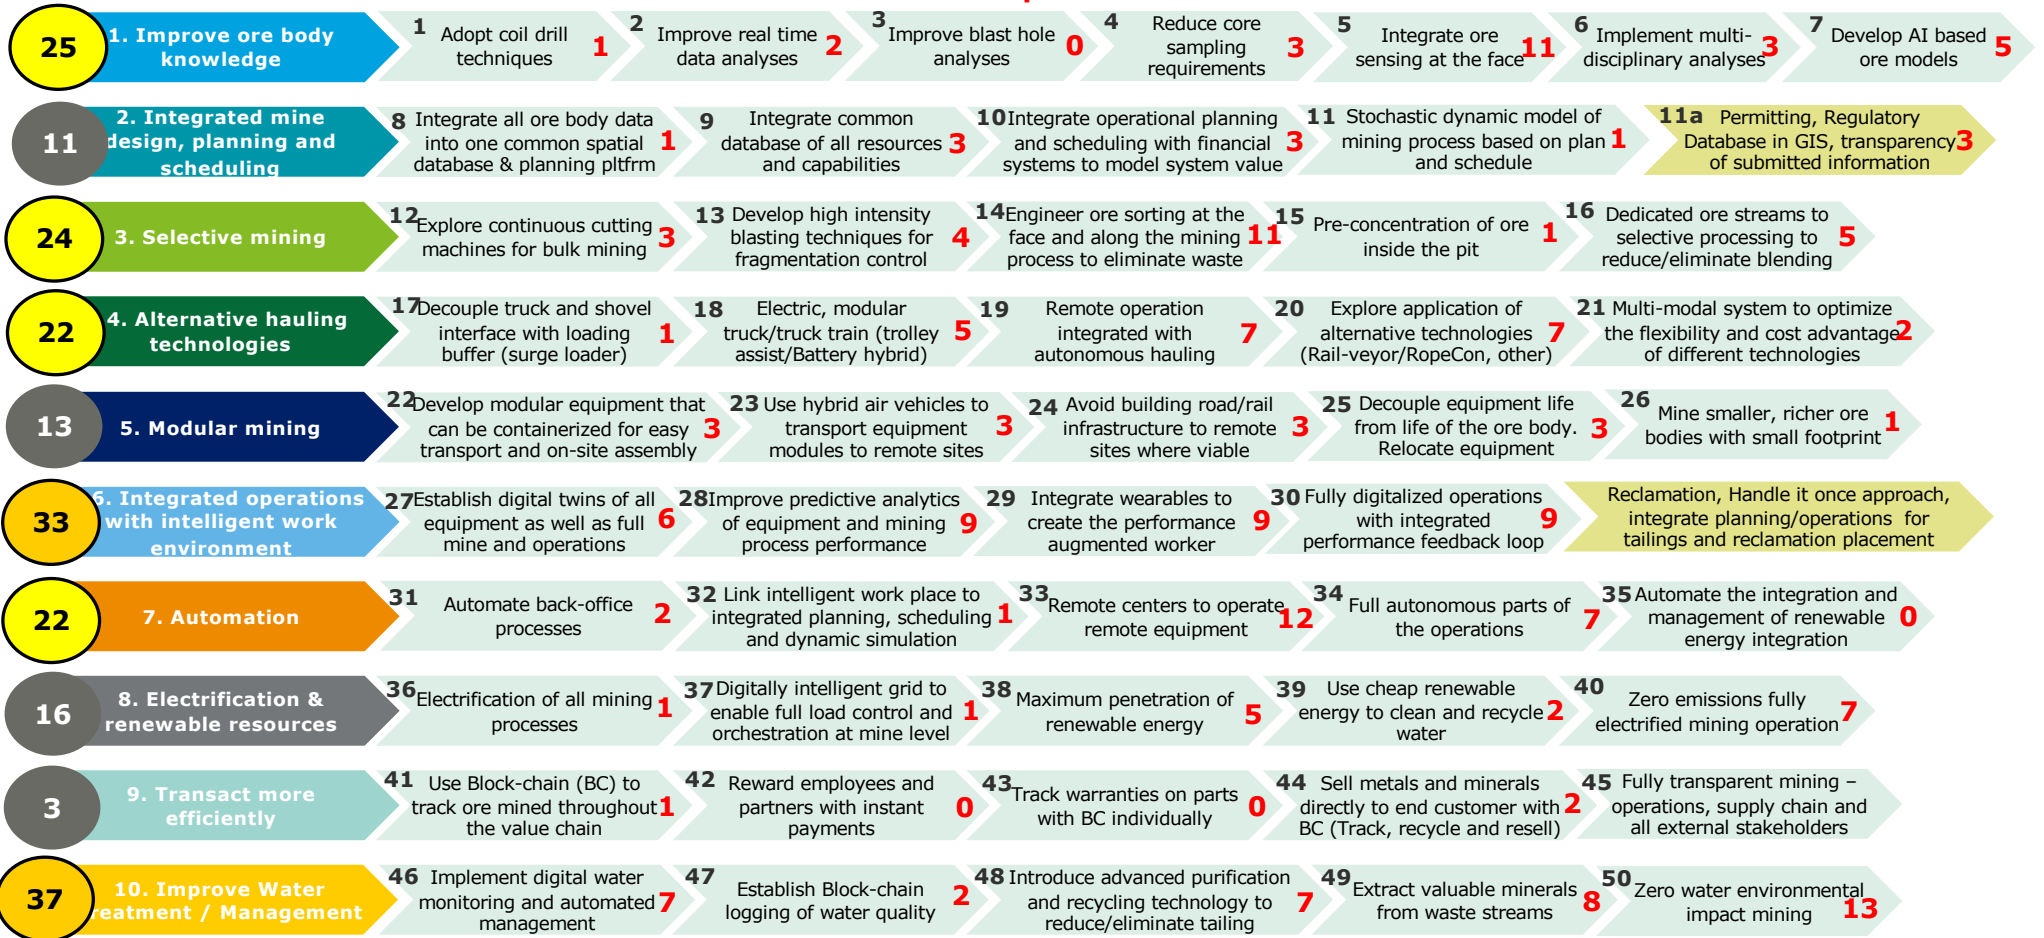 25
1. Improve ore body
knowledge
1
Adopt coil drill
techniques
1
2
Improve real time
data analyses
2
3
Improve blast hole
analyses
0
4
Reduce core
sampling
requirements
3
5
Integrate ore
sensing at the face
11
6
Implement multi-
disciplinary analyses
3
7
Develop AI based
ore models
5
11
2. Integrated mine
design, planning and
scheduling
8
Integrate all ore body data
into one common spatial
database & planning pltfrm
1
9
Integrate common
database of all resources
and capabilities
3
10
Integrate operational planning
and scheduling with financial
systems to model system value
3
11
Stochastic dynamic model of
mining process based on plan
and schedule
1
11a
Permitting, Regulatory
Database in GIS, transparency
of submitted information
3
24
3. Selective mining
12
Explore continuous cutting
machines for bulk mining
3
13
Develop high intensity
blasting techniques for
fragmentation control
4
14
Engineer ore sorting at the
face and along the mining
process to eliminate waste
11
15
Pre-concentration of ore
inside the pit
1
16
Dedicated ore streams to
selective processing to
reduce/eliminate blending
5
22
4. Alternative hauling
technologies
17
Decouple truck and shovel
interface with loading
buffer (surge loader)
1
18
Electric, modular
truck/truck train (trolley
assist/Battery hybrid)
5
19
Remote operation
integrated with
autonomous hauling
7
20
Explore application of
alternative technologies
(Rail-veyor/RopeCon, other)
7
21
Multi-modal system to optimize
the flexibility and cost advantage
of different technologies
2
13
5. Modular mining
22
Develop modular equipment that
can be containerized for easy
transport and on-site assembly
3
23
Use hybrid air vehicles to
transport equipment
modules to remote sites
3
24
Avoid building road/rail
infrastructure to remote
sites where viable
3
25
Decouple equipment life
from life of the ore body.
Relocate equipment
3
26
Mine smaller, richer ore
bodies with small footprint
1
33
6. Integrated operations
with intelligent work
environment
27
Establish digital twins of all
equipment as well as full
mine and operations
6
28
Improve predictive analytics
of equipment and mining
process performance
9
29
Integrate wearables to
create the performance
augmented worker
9
30
Fully digitalized operations
with integrated
performance feedback loop
9
Reclamation, Handle it once approach,
integrate planning/operations for
tailings and reclamation placement
22
7. Automation
31
Automate back-office
processes
2
32
Link intelligent work place to
integrated planning, scheduling
and dynamic simulation
1
33
Remote centers to operate
remote equipment
12
34
Full autonomous parts of
the operations
7
35
Automate the integration and
management of renewable
energy integration
0
16
8. Electrification &
renewable resources
36
Electrification of all mining
processes
1
37
Digitally intelligent grid to
enable full load control and
orchestration at mine level
1
38
Maximum penetration of
renewable energy
5
39
Use cheap renewable
energy to clean and recycle
water
2
40
Zero emissions fully
electrified mining operation
7
3
9. Transact more
efficiently
41
Use Block-chain (BC) to
track ore mined throughout
the value chain
1
42
Reward employees and
partners with instant
payments
0
43
Track warranties on parts
with BC individually
0
44
Sell metals and minerals
directly to end customer with
BC (Track, recycle and resell)
2
45
Fully transparent mining –
operations, supply chain and
all external stakeholders
37
10. Improve Water
reatment / Management
46
Implement digital water
monitoring and automated
management
7
47
Establish Block-chain
logging of water quality
2
48
Introduce advanced purification
and recycling technology to
reduce/eliminate tailing
7
49
Extract valuable minerals
from waste streams
8
50
Zero water environmental
impact mining
13